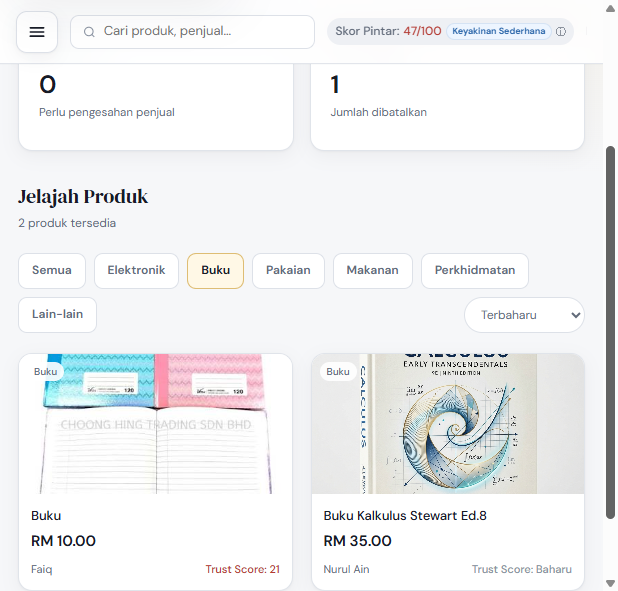 Cari produk, penjual...
Skor Pintar: 47/100 Keyakinan Sederhana ⓘ
0
Perlu pengesahan penjual
1
Jumlah dibatalkan
Jelajah Produk
2 produk tersedia
Semua
Elektronik
Buku
Pakaian
Makanan
Perkhidmatan
Lain-lain
Terbaharu
Buku
120
120
CHOONG HING TRADING SDN BHD
Buku
RM 10.00
Faiq
Trust Score: 21
Buku
EARLY TRANSCENDENTALS
CALCULUS
Buku Kalkulus Stewart Ed.8
RM 35.00
Nurul Ain
Trust Score: Baharu